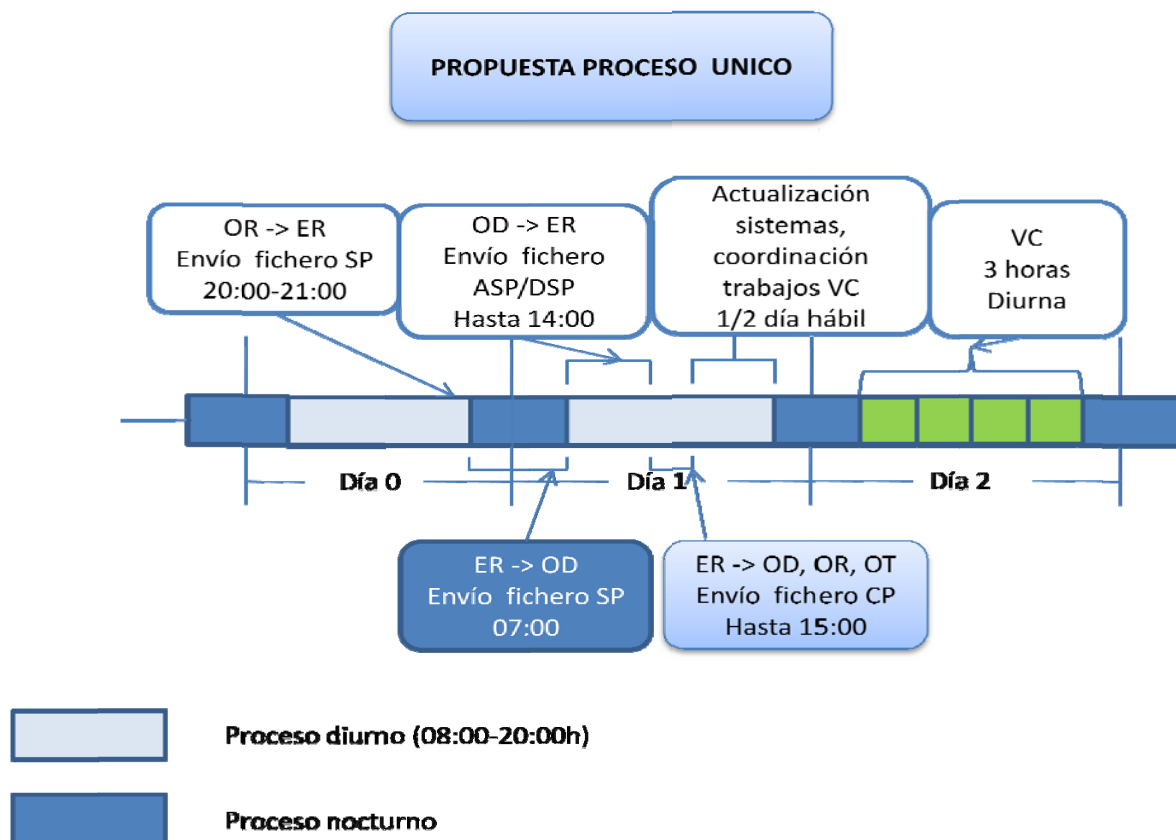 PROPUESTA PROCESO UNICO
OR -> ER
Envío fichero SP
20:00-21:00
OD -> ER
Envío fichero
ASP/DSP
Hasta 14:00
Actualización
sistemas,
coordinación
trabajos VC
1/2 día hábil
VC
3 horas
Diurna
Día 0
Día 1
Día 2
ER -> OD
Envío fichero SP
07:00
ER -> OD, OR, OT
Envío fichero CP
Hasta 15:00
Proceso diurno (08:00-20:00h)
Proceso nocturno